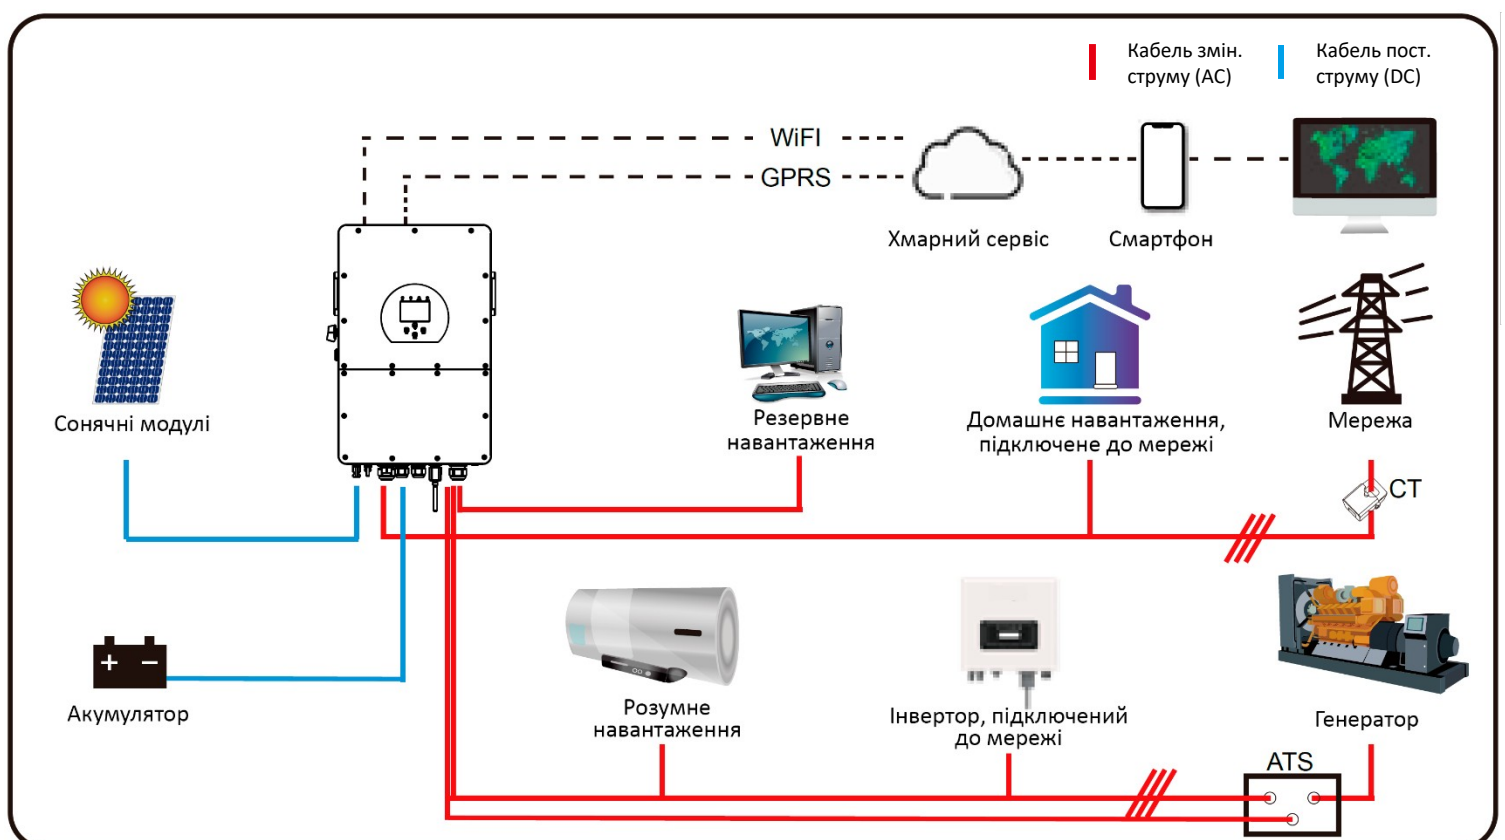 Кабель змін.
струму (AC)
Кабель пост.
струму (DC)
WiFI
GPRS
Хмарний сервіс
Смартфон
Сонячні модулі
Резервне
навантаження
Домашнє навантаження,
підключене до мережі
Мережа
CT
Акумулятор
Розумне
навантаження
Інвертор, підключений
до мережі
Генератор
ATS